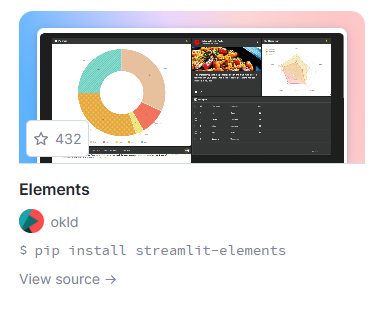 432
Elements
okld
$ pip install streamlit-elements
View source →